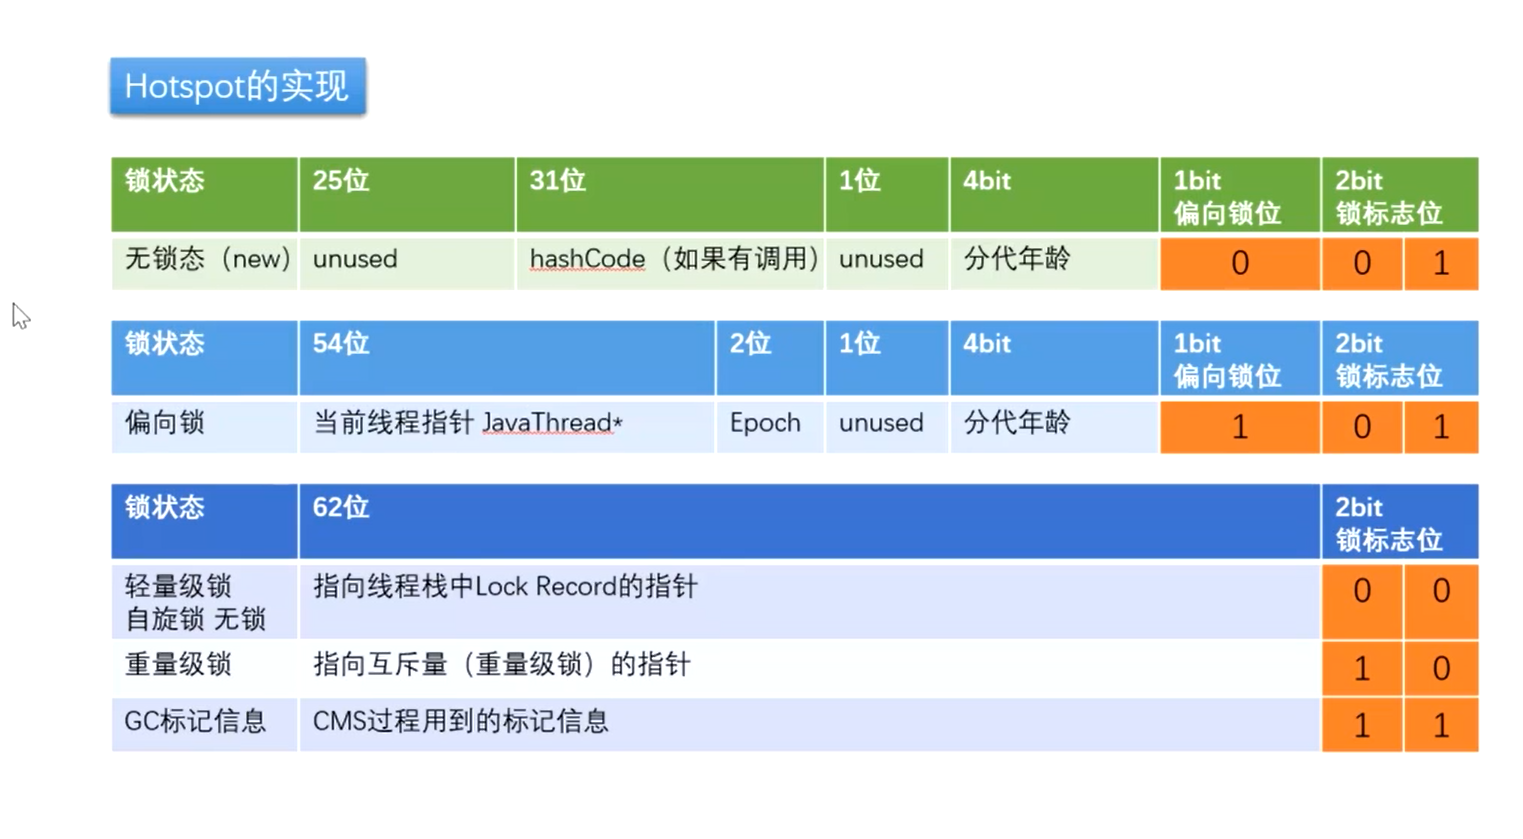 Hotspot的实现
锁状态 25位 31位 1位 4bit 1bit 2bit
偏向锁位 锁标志位
无锁态（new） unused hashCode（如果有调用） unused 分代年龄 0 0 1
锁状态 54位 2位 1位 4bit 1bit 2bit
偏向锁位 锁标志位
偏向锁 当前线程指针 JavaThread* Epoch unused 分代年龄 1 0 1
锁状态 62位 2bit
锁标志位
轻量级锁 指向线程栈中Lock Record的指针 0 0
自旋锁 无锁
重量级锁 指向互斥量（重量级锁）的指针 1 0
GC标记信息 CMS过程用到的标记信息 1 1